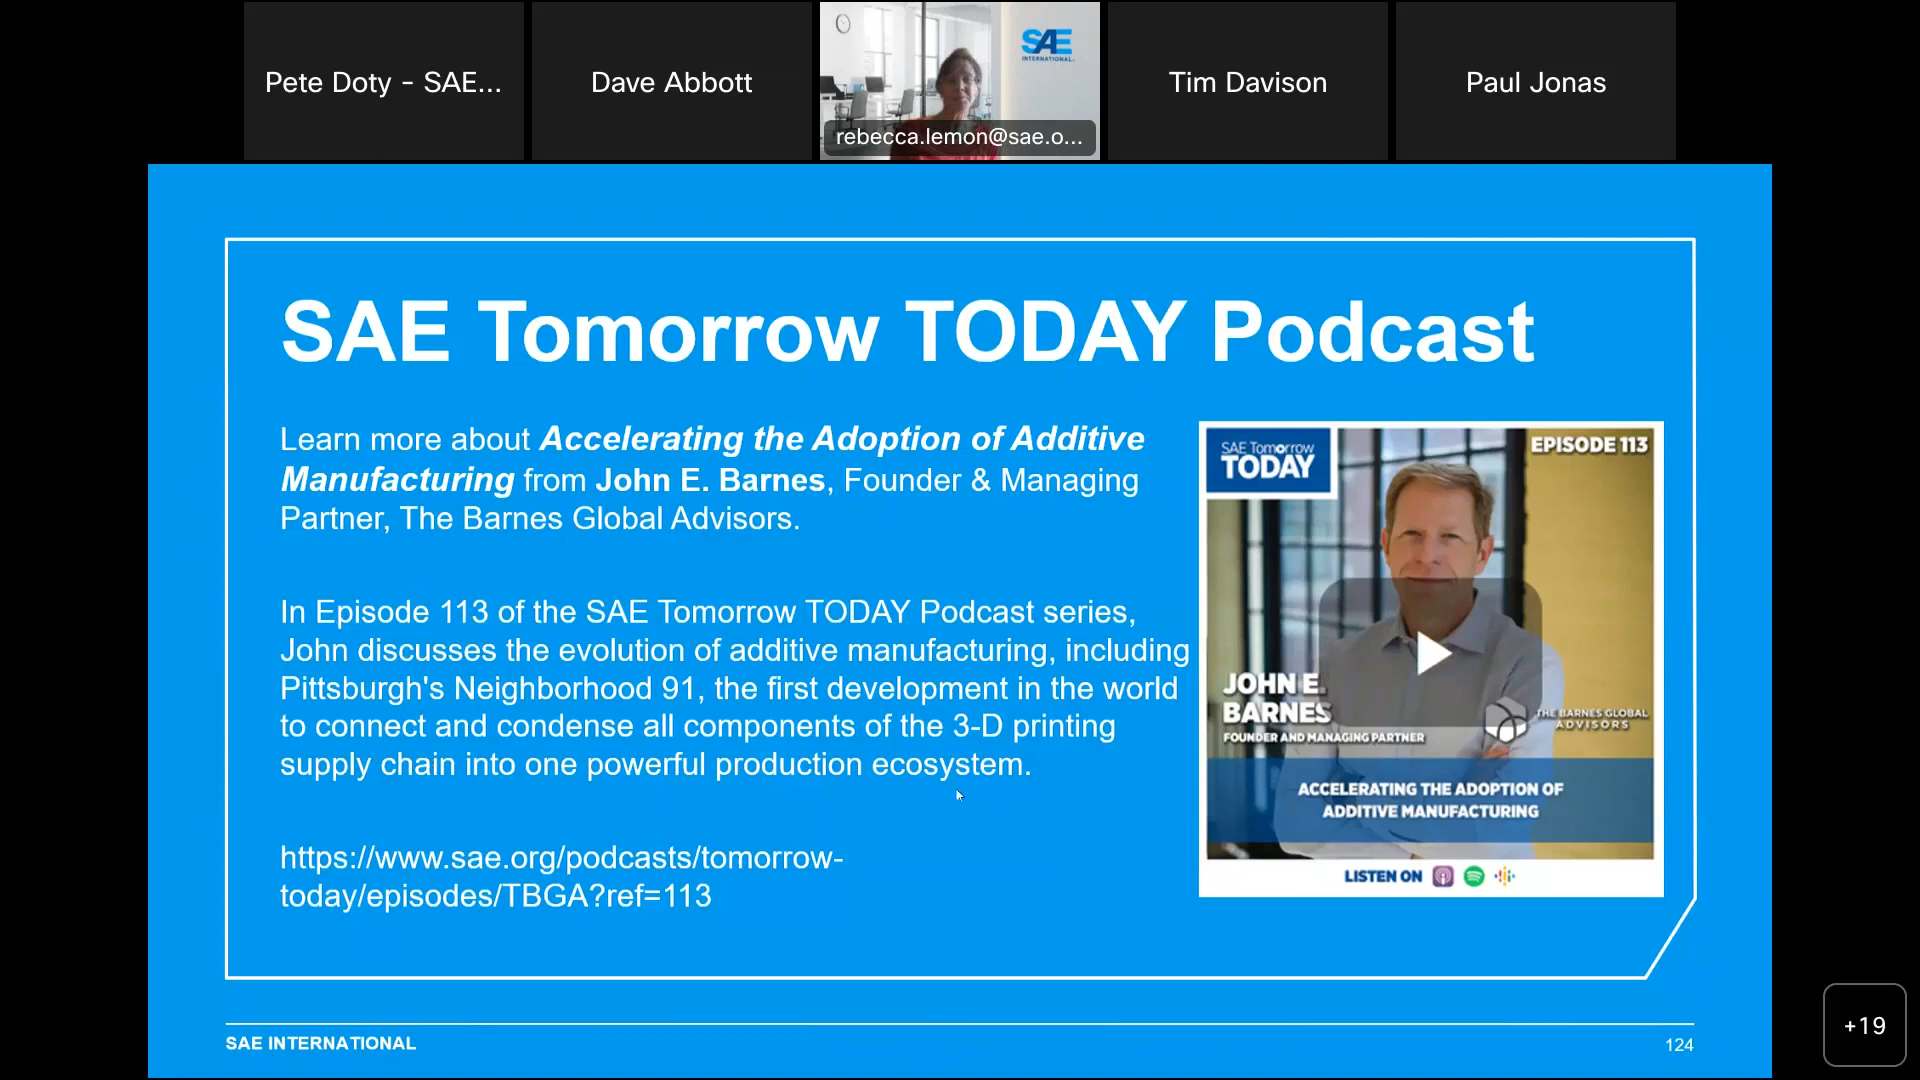 Pete Doty - SAE...
Dave Abbott
SAE
INTERNATIONAL
rebecca.lemon@sae.o...
Tim Davison
Paul Jonas
SAE Tomorrow TODAY Podcast
Learn more about Accelerating the Adoption of Additive
Manufacturing from John E. Barnes, Founder & Managing
Partner, The Barnes Global Advisors.
In Episode 113 of the SAE Tomorrow TODAY Podcast series,
John discusses the evolution of additive manufacturing, including
Pittsburgh's Neighborhood 91, the first development in the world
to connect and condense all components of the 3-D printing
supply chain into one powerful production ecosystem.
https://www.sae.org/podcasts/tomorrow-
today/episodes/TBGA?ref=113
SAE Tomorrow
TODAY
EPISODE 113
JOHN E.
BARNES
FOUNDER AND MANAGING PARTNER
THE BARNES GLOBAL
ADVISORS
ACCELERATING THE ADOPTION OF
ADDITIVE MANUFACTURING
LISTEN ON
SAE INTERNATIONAL
124
+19